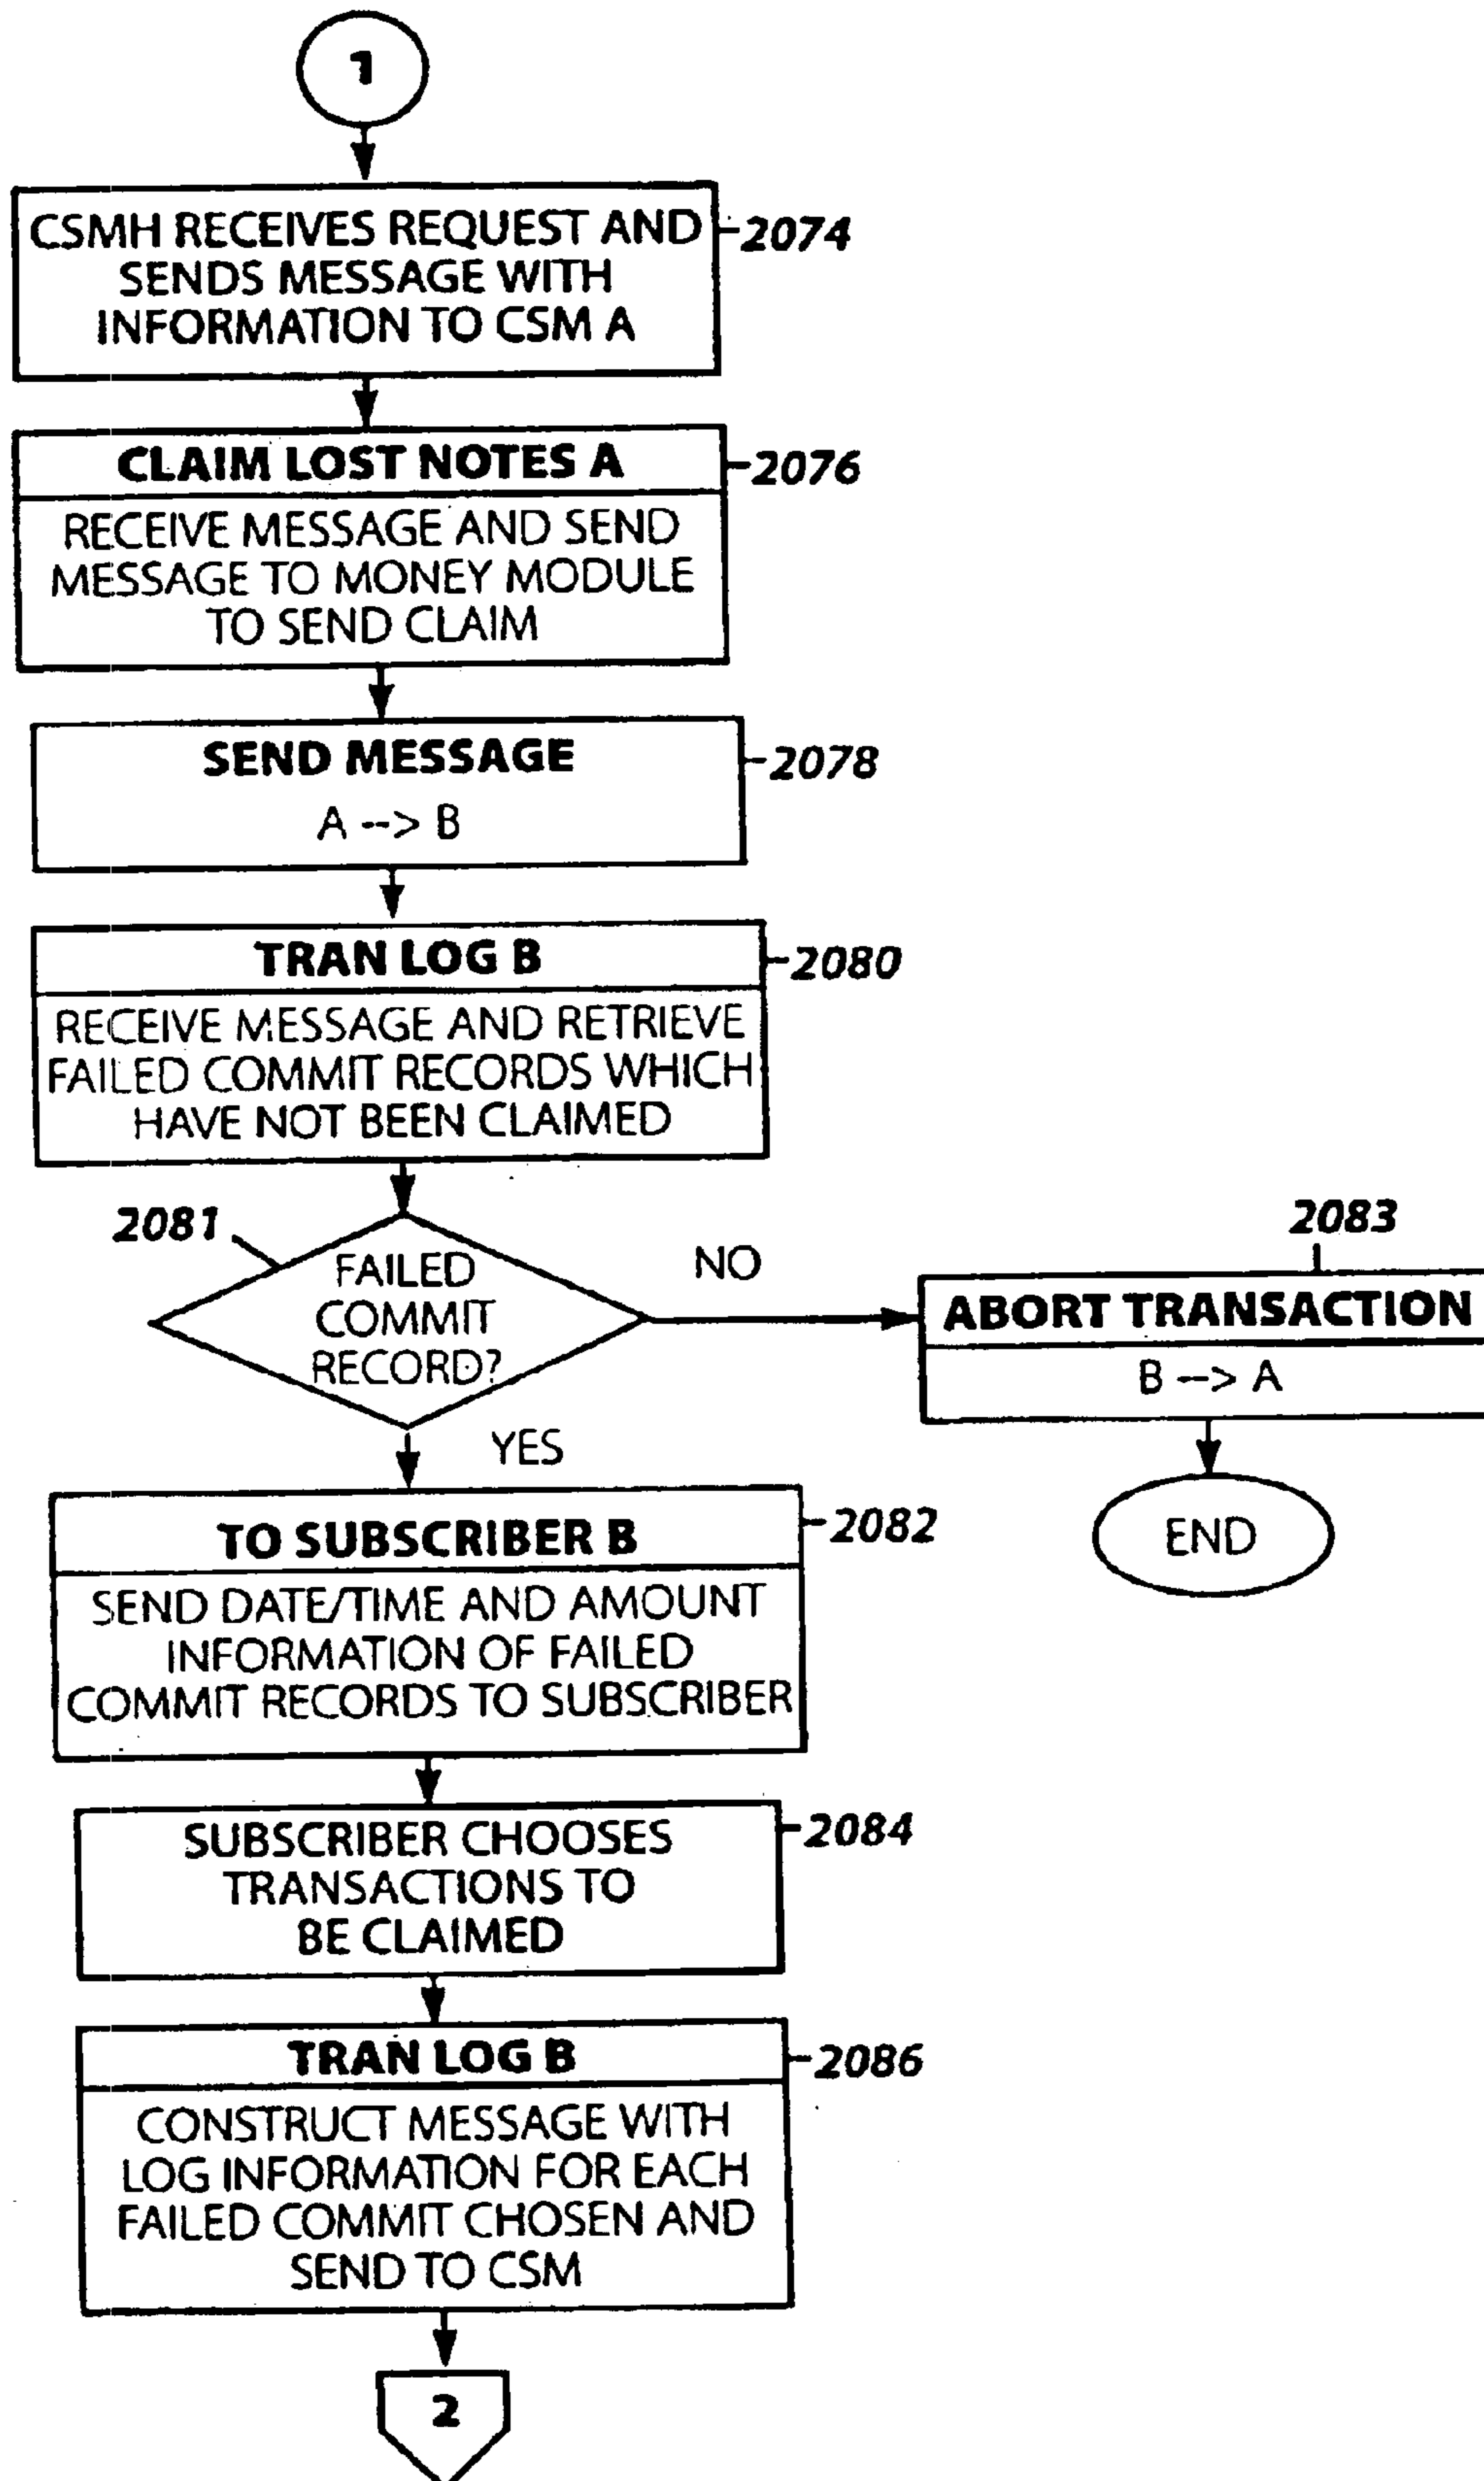 1
CSMH RECEIVES REQUEST AND
SENDS MESSAGE WITH
INFORMATION TO CSM A
2074
CLAIM LOST NOTES A
2076
RECEIVE MESSAGE AND SEND
MESSAGE TO MONEY MODULE
TO SEND CLAIM
SEND MESSAGE
2078
A --> B
TRAN LOG B
2080
RECEIVE MESSAGE AND RETRIEVE
FAILED COMMIT RECORDS WHICH
HAVE NOT BEEN CLAIMED
2081
FAILED
COMMIT
RECORD?
NO
2083
ABORT TRANSACTION
B --> A
END
YES
TO SUBSCRIBER B
2082
SEND DATE/TIME AND AMOUNT
INFORMATION OF FAILED
COMMIT RECORDS TO SUBSCRIBER
SUBSCRIBER CHOOSES
TRANSACTIONS TO
BE CLAIMED
2084
TRAN LOG B
2086
CONSTRUCT MESSAGE WITH
LOG INFORMATION FOR EACH
FAILED COMMIT CHOSEN AND
SEND TO CSM
2